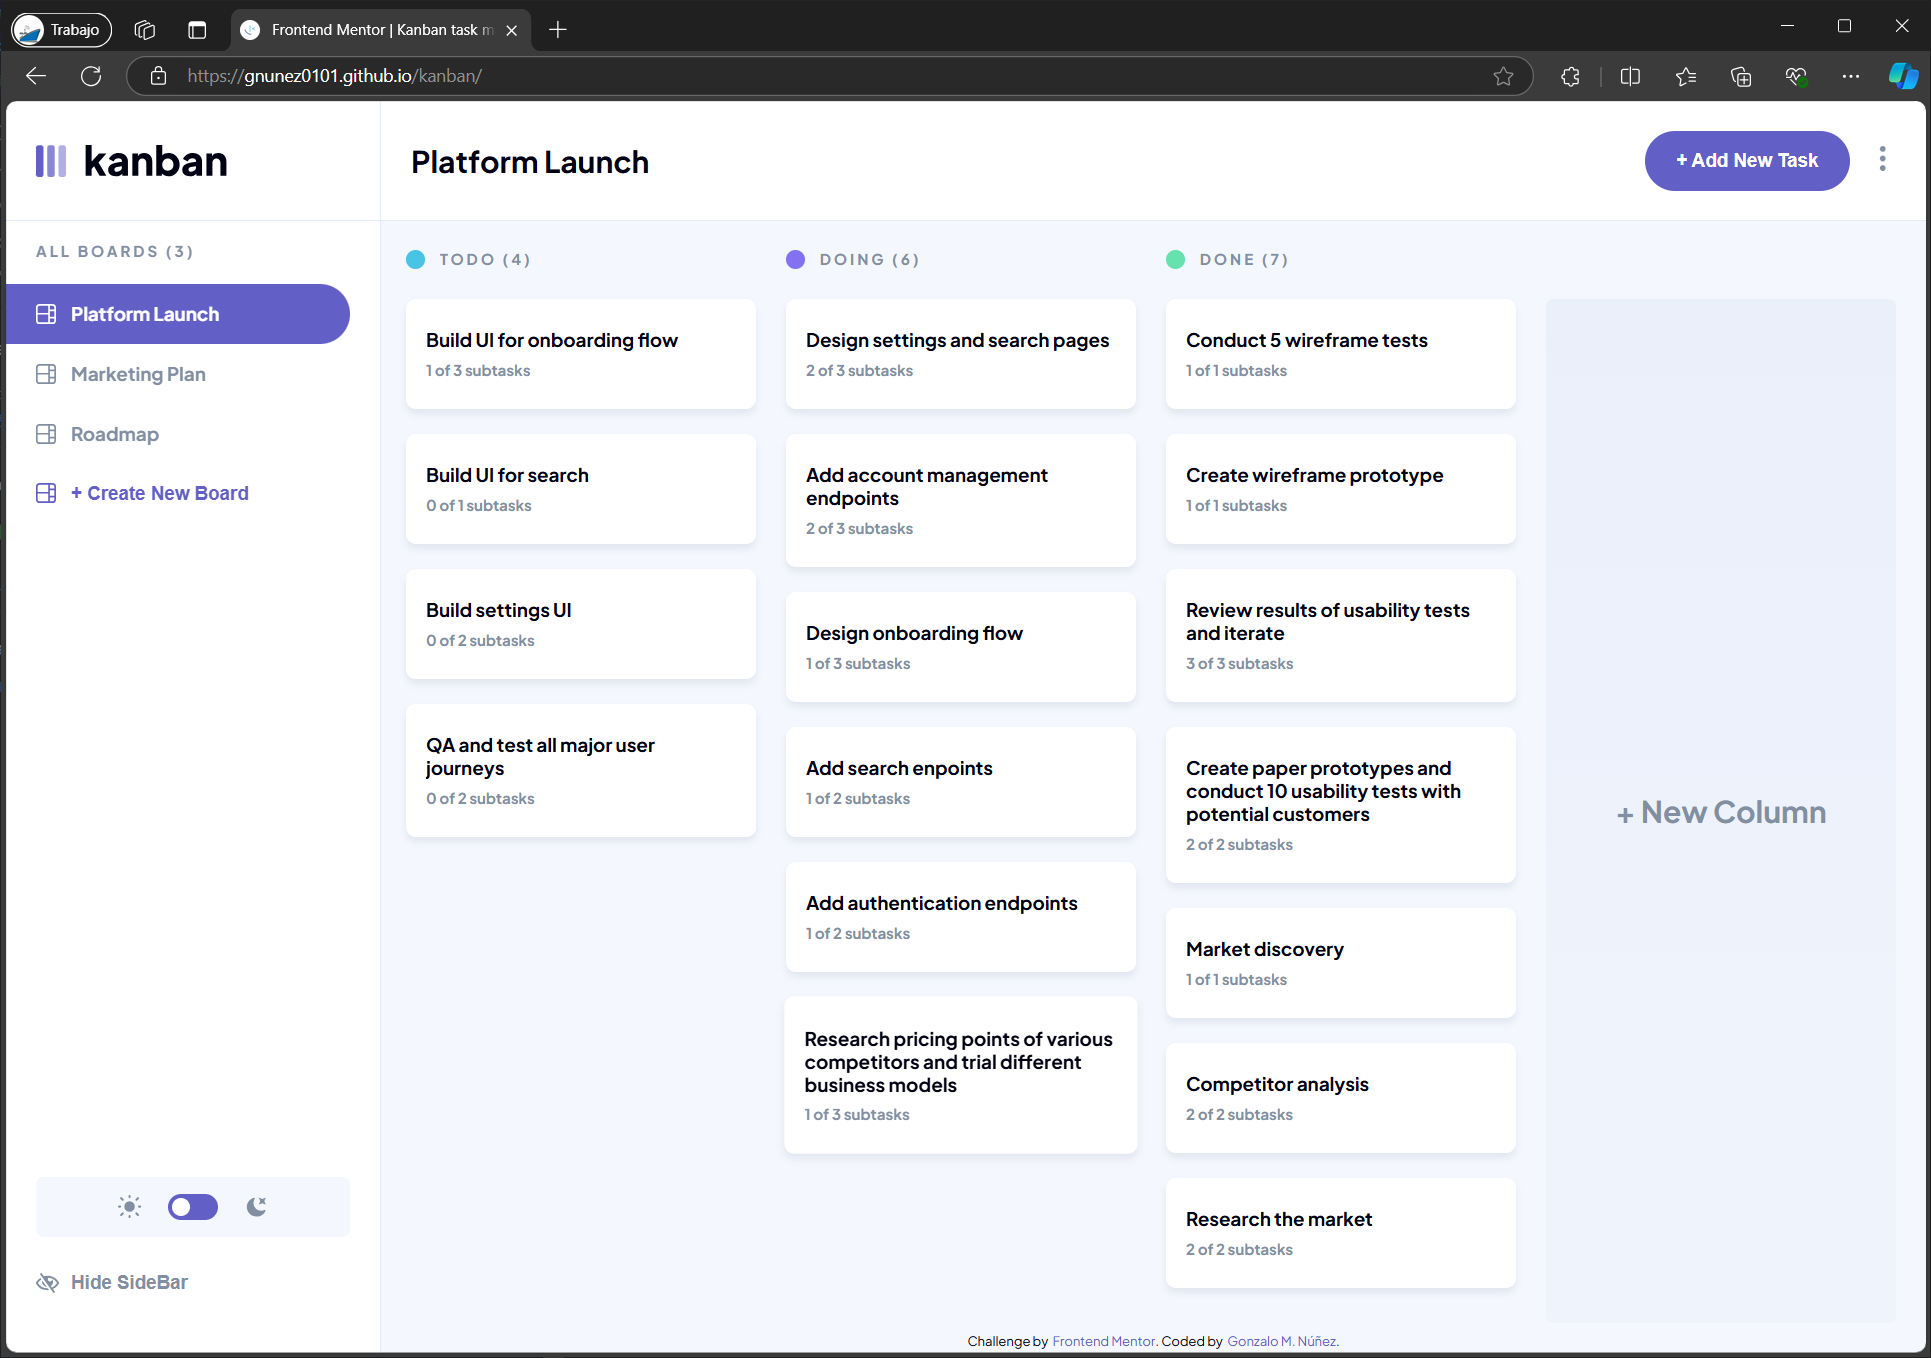 Trabajo
Frontend Mentor | Kanban task m
https://gnunez0101.github.io/kanban/
kanban
Platform Launch
+ Add New Task
ALL BOARDS (3)
Platform Launch
Marketing Plan
Roadmap
+ Create New Board
Hide SideBar
TODO (4)
Build UI for onboarding flow
1 of 3 subtasks
Build UI for search
0 of 1 subtasks
Build settings UI
0 of 2 subtasks
QA and test all major user
journeys
0 of 2 subtasks
DOING (6)
Design settings and search pages
2 of 3 subtasks
Add account management
endpoints
2 of 3 subtasks
Design onboarding flow
1 of 3 subtasks
Add search enpoints
1 of 2 subtasks
Add authentication endpoints
1 of 2 subtasks
Research pricing points of various
competitors and trial different
business models
1 of 3 subtasks
DONE (7)
Conduct 5 wireframe tests
1 of 1 subtasks
Create wireframe prototype
1 of 1 subtasks
Review results of usability tests
and iterate
3 of 3 subtasks
Create paper prototypes and
conduct 10 usability tests with
potential customers
2 of 2 subtasks
Market discovery
1 of 1 subtasks
Competitor analysis
2 of 2 subtasks
Research the market
2 of 2 subtasks
+ New Column
Challenge by Frontend Mentor. Coded by Gonzalo M. Núñez.